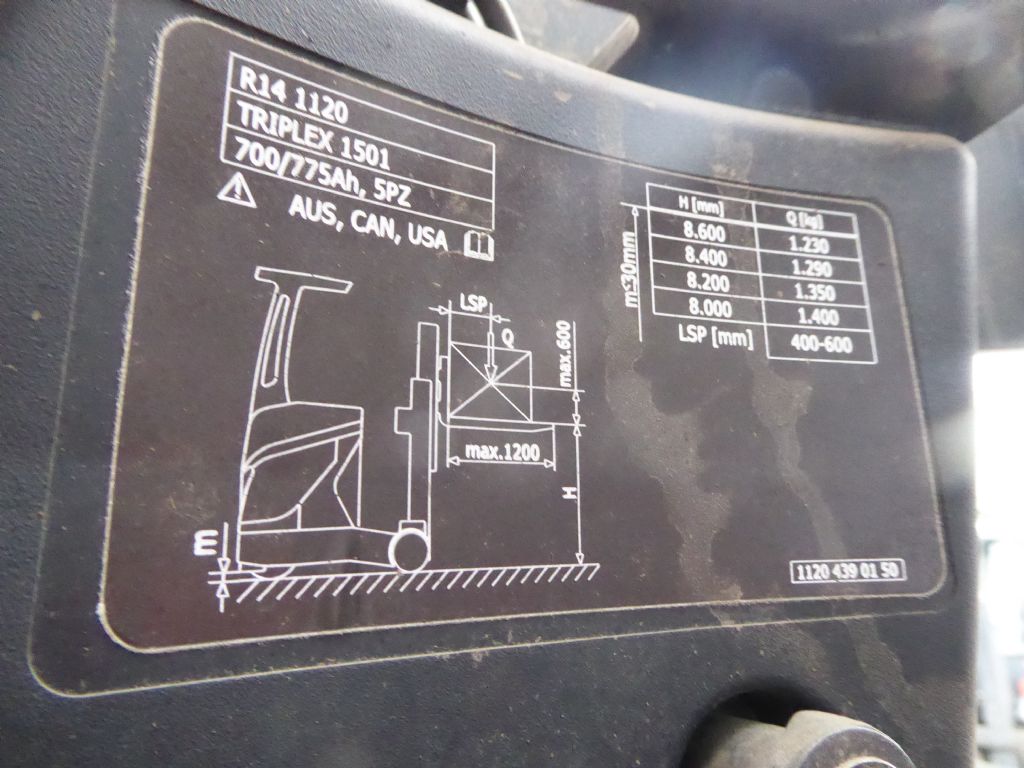 R14 1120
TRIPLEX 1501
700/775Ah, 5PZ
AUS, CAN, USA
H [mm] Q [kg]
8.600 1.230
8.400 1.290
8.200 1.350
8.000 1.400
LSP [mm] 400-600
m:30mm
LSP
Q
max.600
max.1200
H
m
1120 439 01 50